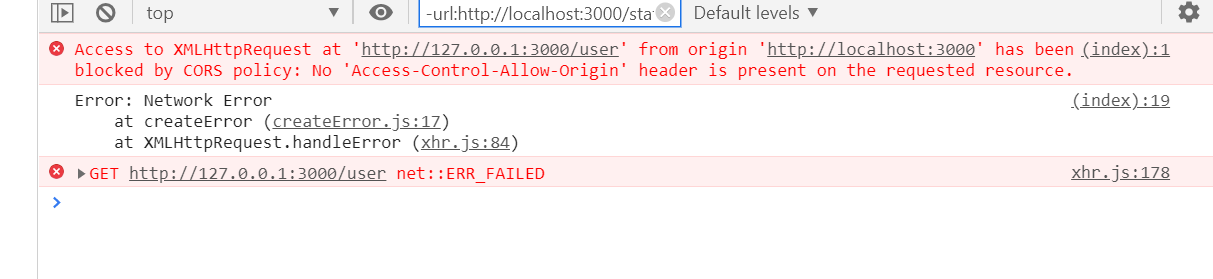 top ▼ -url:http://localhost:3000/sta Default levels ▼
Access to XMLHttpRequest at 'http://127.0.0.1:3000/user' from origin 'http://localhost:3000' has been (index):1
blocked by CORS policy: No 'Access-Control-Allow-Origin' header is present on the requested resource.
Error: Network Error (index):19
at createError (createError.js:17)
at XMLHttpRequest.handleError (xhr.js:84)
▶GET http://127.0.0.1:3000/user net::ERR_FAILED xhr.js:178
>